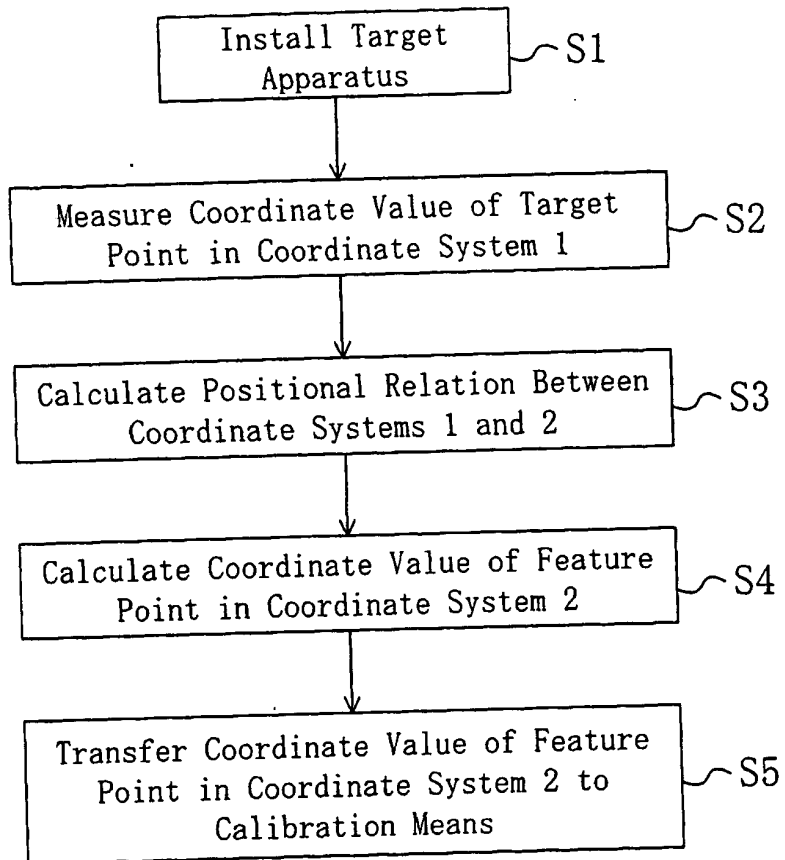 Install Target
Apparatus
S1
Measure Coordinate Value of Target
Point in Coordinate System 1
S2
Calculate Positional Relation Between
Coordinate Systems 1 and 2
S3
Calculate Coordinate Value of Feature
Point in Coordinate System 2
S4
Transfer Coordinate Value of Feature
Point in Coordinate System 2 to
Calibration Means
S5